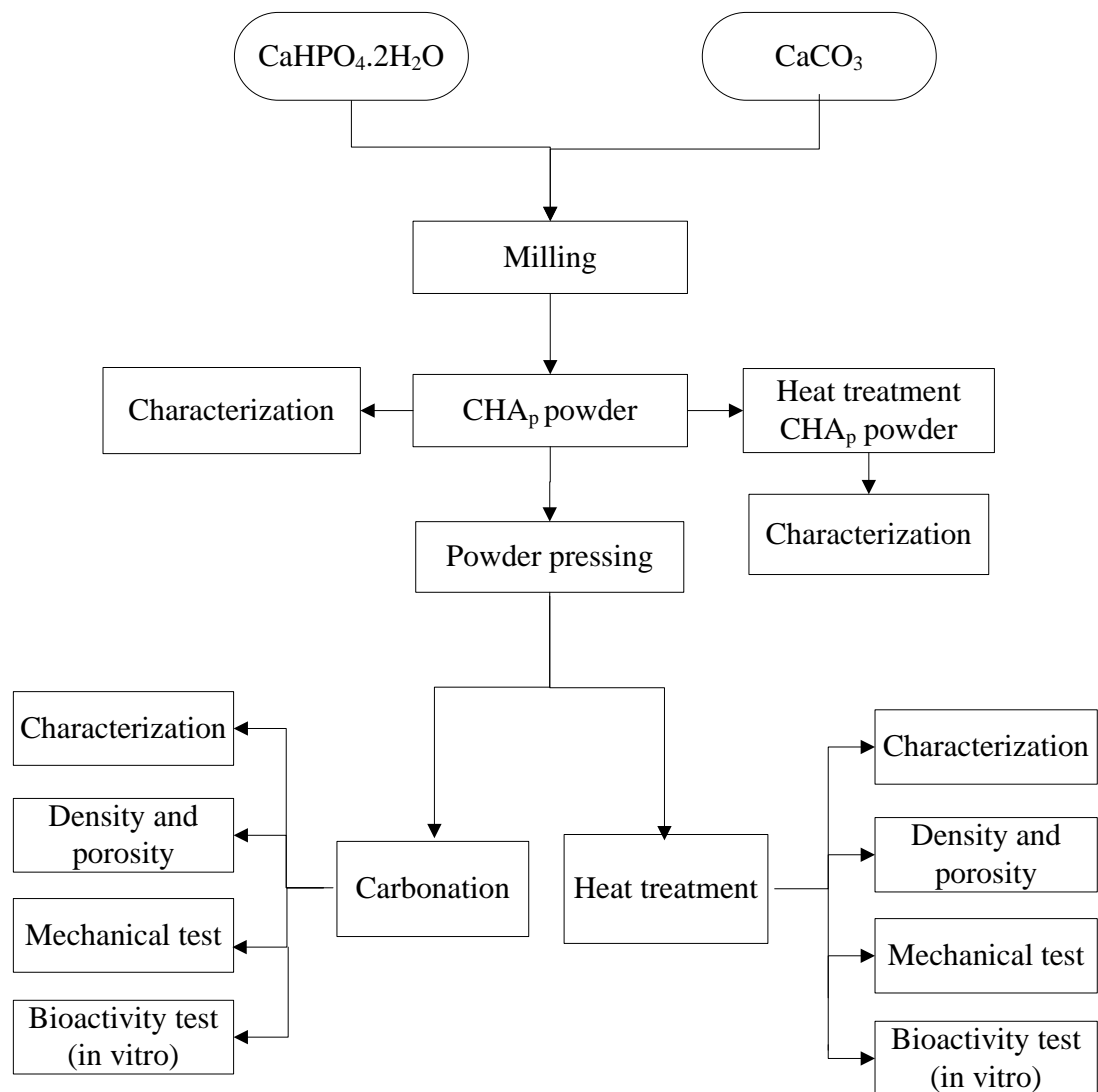 CaHPO₄.2H₂O
CaCO₃
Milling
Characterization
CHAₚ powder
Heat treatment
CHAₚ powder
Characterization
Powder pressing
Characterization
Density and
porosity
Mechanical test
Bioactivity test
(in vitro)
Carbonation
Heat treatment
Characterization
Density and
porosity
Mechanical test
Bioactivity test
(in vitro)